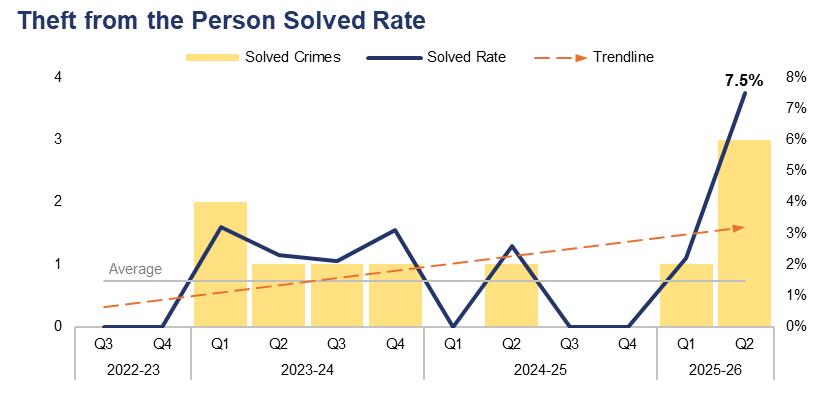 Theft from the Person Solved Rate
Solved Crimes Solved Rate Trendline
4 8%
7.5%
7%
3 6%
5%
2 4%
3%
Average
1 2%
1%
0 0%
Q3 Q4 Q1 Q2 Q3 Q4 Q1 Q2 Q3 Q4 Q1 Q2
2022-23 2023-24 2024-25 2025-26